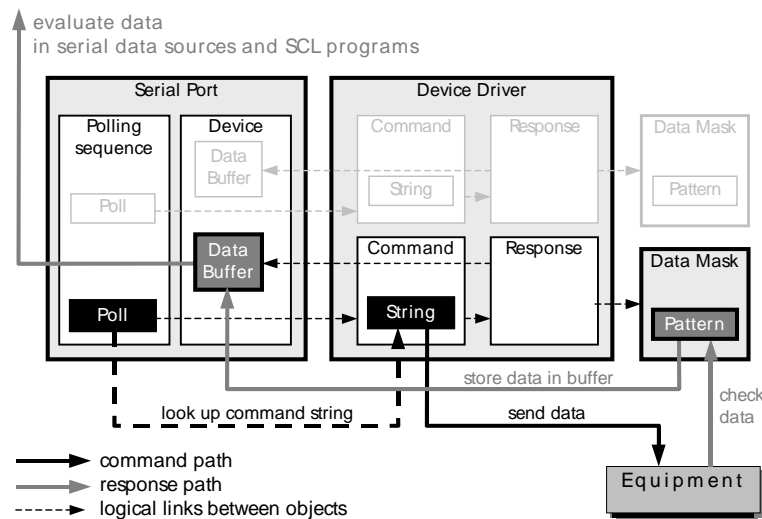 evaluate data
in serial data sources and SCL programs
Serial Port
Device Driver
Polling
sequence
Device
Command
Response
Data Mask
Data
Buffer
Poll
String
Pattern
Data
Buffer
Command
Response
Data Mask
Poll
String
Pattern
store data in buffer
check
data
look up command string
send data
command path
response path
logical links between objects
Equipment